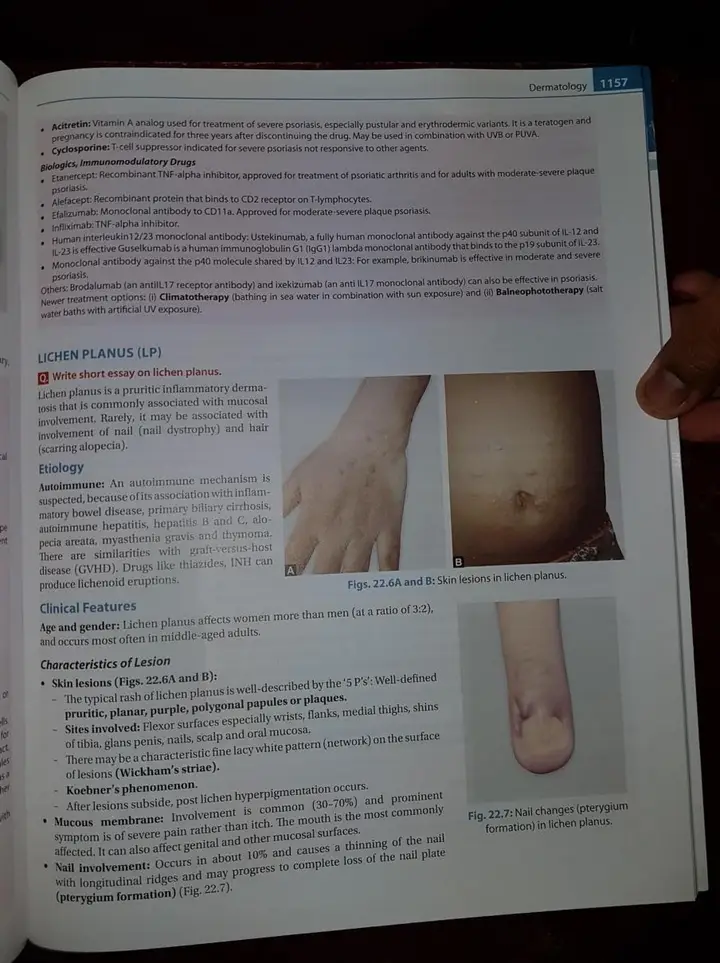 Dermatology 1157
• Acitretin: Vitamin A analog used for treatment of severe psoriasis, especially pustular and erythrodermic variants. It is a teratogen and
pregnancy is contraindicated for three years after discontinuing the drug. May be used in combination with UVB or PUVA.
• Cyclosporine: T-cell suppressor indicated for severe psoriasis not responsive to other agents.
Biologics, Immunomodulatory Drugs
• Etanercept: Recombinant TNF-alpha inhibitor, approved for treatment of psoriatic arthritis and for adults with moderate-severe plaque
psoriasis.
• Alefacept: Recombinant protein that binds to CD2 receptor on T-lymphocytes.
• Efalizumab: Monoclonal antibody to CD11a. Approved for moderate-severe plaque psoriasis.
• Infliximab: TNF-alpha inhibitor.
• Human interleukin12/23 monoclonal antibody: Ustekinumab, a fully human monoclonal antibody against the p40 subunit of IL-12 and
IL-23 is effective Guselkumab is a human immunoglobulin G1 (IgG1) lambda monoclonal antibody that binds to the p19 subunit of IL-23.
• Monoclonal antibody against the p40 molecule shared by IL12 and IL23: For example, brikinumab is effective in moderate and severe
psoriasis.
Others: Brodalumab (an antiIL17 receptor antibody) and ixekizumab (an anti IL17 monoclonal antibody) can also be effective in psoriasis.
Newer treatment options: (i) Climatotherapy (bathing in sea water in combination with sun exposure) and (ii) Balneophototherapy (salt
water baths with artificial UV exposure).
LICHEN PLANUS (LP)
Q. Write short essay on lichen planus.
Lichen planus is a pruritic inflammatory derma-
tosis that is commonly associated with mucosal
involvement. Rarely, it may be associated with
involvement of nail (nail dystrophy) and hair
(scarring alopecia).
Etiology
Autoimmune: An autoimmune mechanism is
suspected, because of its association with inflam-
matory bowel disease, primary biliary cirrhosis,
autoimmune hepatitis, hepatitis B and C, alo-
pecia areata, myasthenia gravis and thymoma.
There are similarities with graft-versus-host
disease (GVHD). Drugs like thiazides, INH can
produce lichenoid eruptions.
A
B
Figs. 22.6A and B: Skin lesions in lichen planus.
Clinical Features
Age and gender: Lichen planus affects women more than men (at a ratio of 3:2),
and occurs most often in middle-aged adults.
Characteristics of Lesion
• Skin lesions (Figs. 22.6A and B):
– The typical rash of lichen planus is well-described by the '5 P's': Well-defined
pruritic, planar, purple, polygonal papules or plaques.
– Sites involved: Flexor surfaces especially wrists, flanks, medial thighs, shins
of tibia, glans penis, nails, scalp and oral mucosa.
– There may be a characteristic fine lacy white pattern (network) on the surface
of lesions (Wickham's striae).
– Koebner's phenomenon.
– After lesions subside, post lichen hyperpigmentation occurs.
• Mucous membrane: Involvement is common (30–70%) and prominent
symptom is of severe pain rather than itch. The mouth is the most commonly
affected. It can also affect genital and other mucosal surfaces.
• Nail involvement: Occurs in about 10% and causes a thinning of the nail
with longitudinal ridges and may progress to complete loss of the nail plate
(pterygium formation) (Fig. 22.7).
Fig. 22.7: Nail changes (pterygium
formation) in lichen planus.